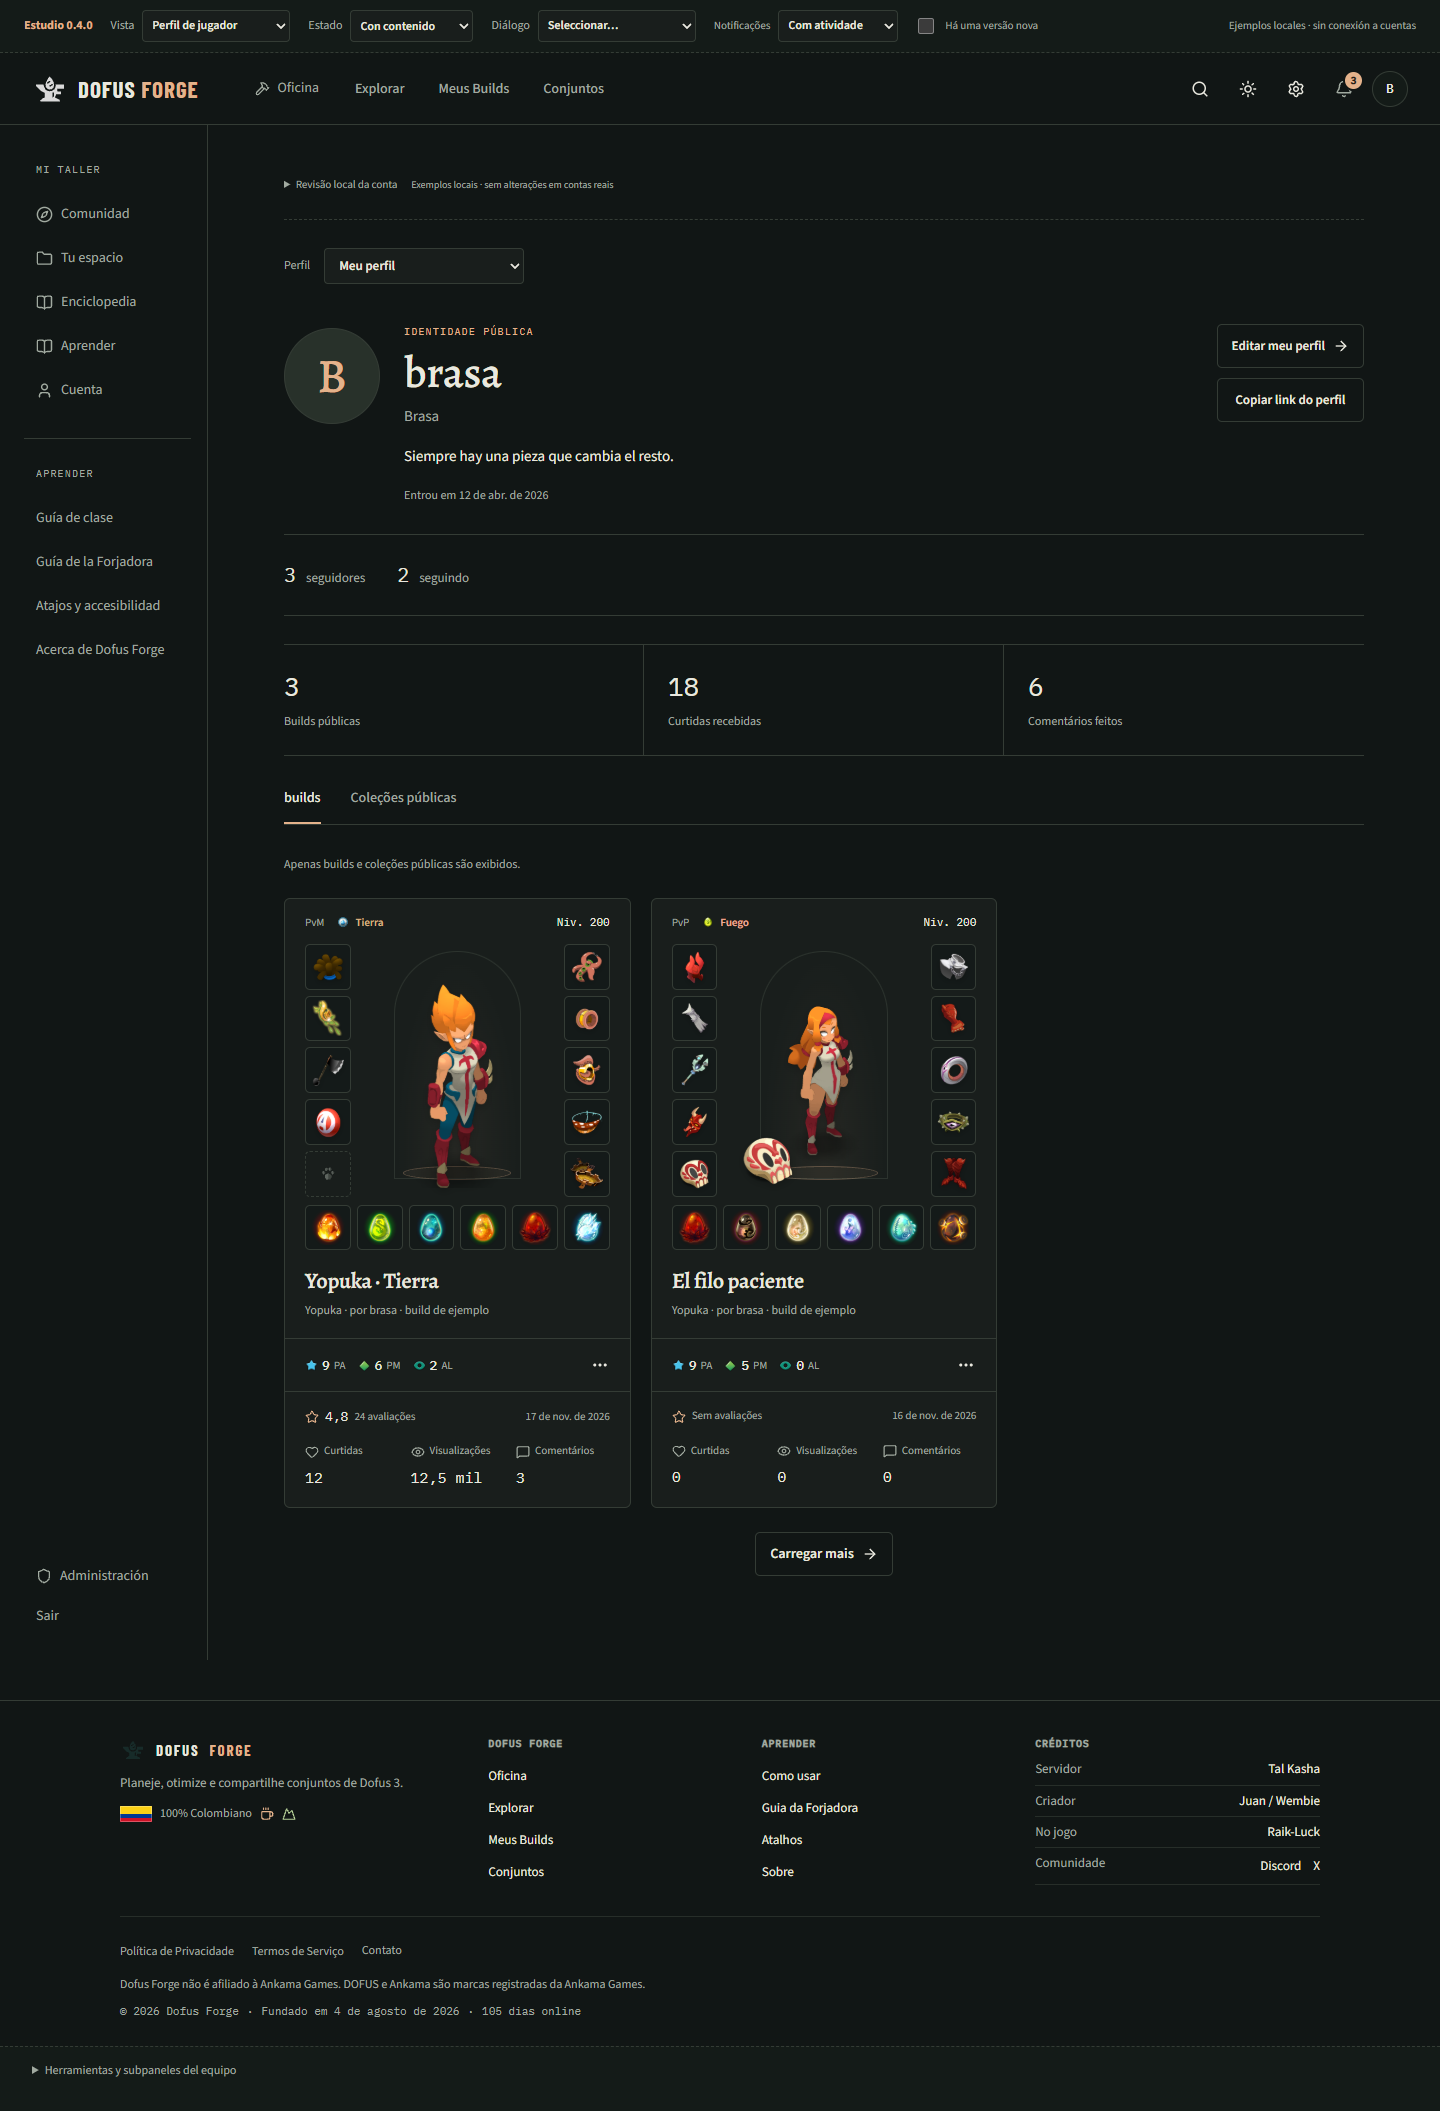 Estudio 0.4.0 Vista Perfil de jugador Estado Con contenido Diálogo Seleccionar... Notificações Com atividade Há uma versão nova Ejemplos locales · sin conexión a cuentas
DOFUS FORGE Oficina Explorar Meus Builds Conjuntos 3 B
MI TALLER
Comunidad
Tu espacio
Enciclopedia
Aprender
Cuenta
APRENDER
Guía de clase
Guía de la Forjadora
Atajos y accesibilidad
Acerca de Dofus Forge
Administración
Sair
Revisão local da conta Exemplos locais · sem alterações em contas reais
Perfil Meu perfil
B
IDENTIDADE PÚBLICA
brasa
Brasa
Siempre hay una pieza que cambia el resto.
Entrou em 12 de abr. de 2026
Editar meu perfil
Copiar link do perfil
3 seguidores 2 seguindo
3
Builds públicas
18
Curtidas recebidas
6
Comentários feitos
builds Coleções públicas
Apenas builds e coleções públicas são exibidos.
PvM Tierra Niv. 200
Yopuka · Tierra
Yopuka · por brasa · build de ejemplo
9 PA 6 PM 2 AL
4,8 24 avaliações 17 de nov. de 2026
Curtidas Visualizações Comentários
12 12,5 mil 3
PvP Fuego Niv. 200
El filo paciente
Yopuka · por brasa · build de ejemplo
9 PA 5 PM 0 AL
Sem avaliações 16 de nov. de 2026
Curtidas Visualizações Comentários
0 0 0
Carregar mais
DOFUS FORGE
Planeje, otimize e compartilhe conjuntos de Dofus 3.
100% Colombiano
DOFUS FORGE
Oficina
Explorar
Meus Builds
Conjuntos
APRENDER
Como usar
Guia da Forjadora
Atalhos
Sobre
CRÉDITOS
Servidor Tal Kasha
Criador Juan / Wembie
No jogo Raik-Luck
Comunidade Discord X
Política de Privacidade Termos de Serviço Contato
Dofus Forge não é afiliado à Ankama Games. DOFUS e Ankama são marcas registradas da Ankama Games.
© 2026 Dofus Forge · Fundado em 4 de agosto de 2026 · 105 dias online
Herramientas y subpaneles del equipo